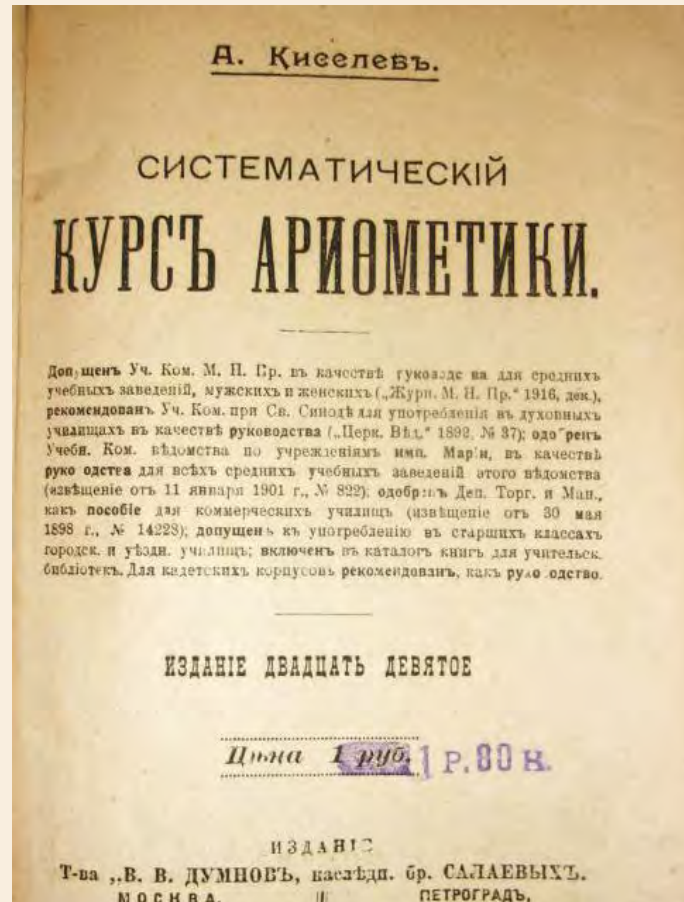 А. Киселевъ.
СИСТЕМАТИЧЕСКІЙ
КУРСЪ АРИѲМЕТИКИ.
Допущенъ Уч. Ком. М. Н. Пр. въ качествѣ руководства для среднихъ
учебныхъ заведеній, мужскихъ и женскихъ („Журн. М. Н. Пр.“ 1916, дек.),
рекомендованъ Уч. Ком. при Св. Синодѣ для употребленія въ духовныхъ
училищахъ въ качествѣ руководства („Церк. Вѣд.“ 1892, № 37); одобренъ
Учебн. Ком. вѣдомства по учрежденіямъ имп. Маріи, въ качествѣ
руководства для всѣхъ среднихъ учебныхъ заведеній этого вѣдомства
(извѣщеніе отъ 11 января 1901 г., № 822); одобренъ Деп. Торг. и Ман.,
какъ пособіе для коммерческихъ училищъ (извѣщеніе отъ 30 мая
1898 г., № 14228); допущенъ къ употребленію въ старшихъ классахъ
городск. и уѣздн. училищъ; включенъ въ каталогъ книгъ для учительск.
библіотекъ. Для кадетскихъ корпусовъ рекомендованъ, какъ руководство.
ИЗДАНІЕ ДВАДЦАТЬ ДЕВЯТОЕ
Цѣна 1 руб. 1 Р. 80 к.
ИЗДАНІЕ
Т-ва „В. В. ДУМНОВЪ, наслѣдн. бр. САЛАЕВЫХЪ.
МОСКВА. ПЕТРОГРАДЪ.